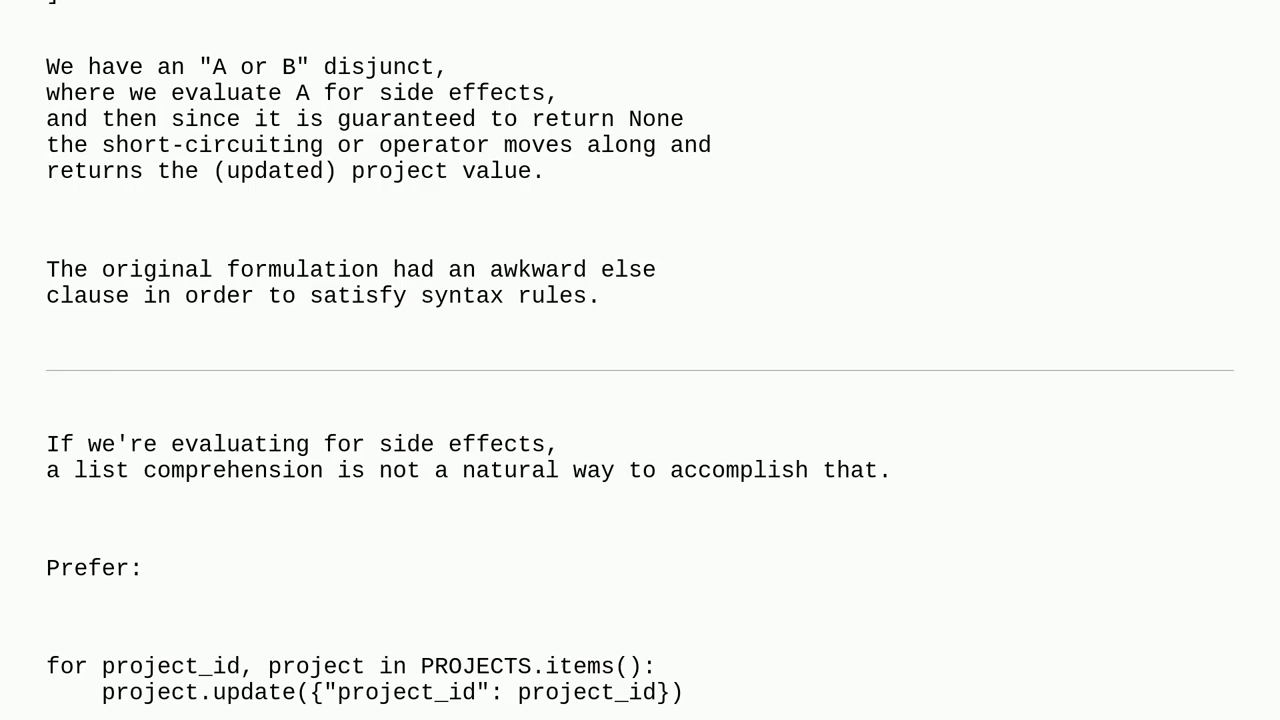 ]
We have an "A or B" disjunct,
where we evaluate A for side effects,
and then since it is guaranteed to return None
the short-circuiting or operator moves along and
returns the (updated) project value.
The original formulation had an awkward else
clause in order to satisfy syntax rules.
If we're evaluating for side effects,
a list comprehension is not a natural way to accomplish that.
Prefer:
for project_id, project in PROJECTS.items():
    project.update({"project_id": project_id})